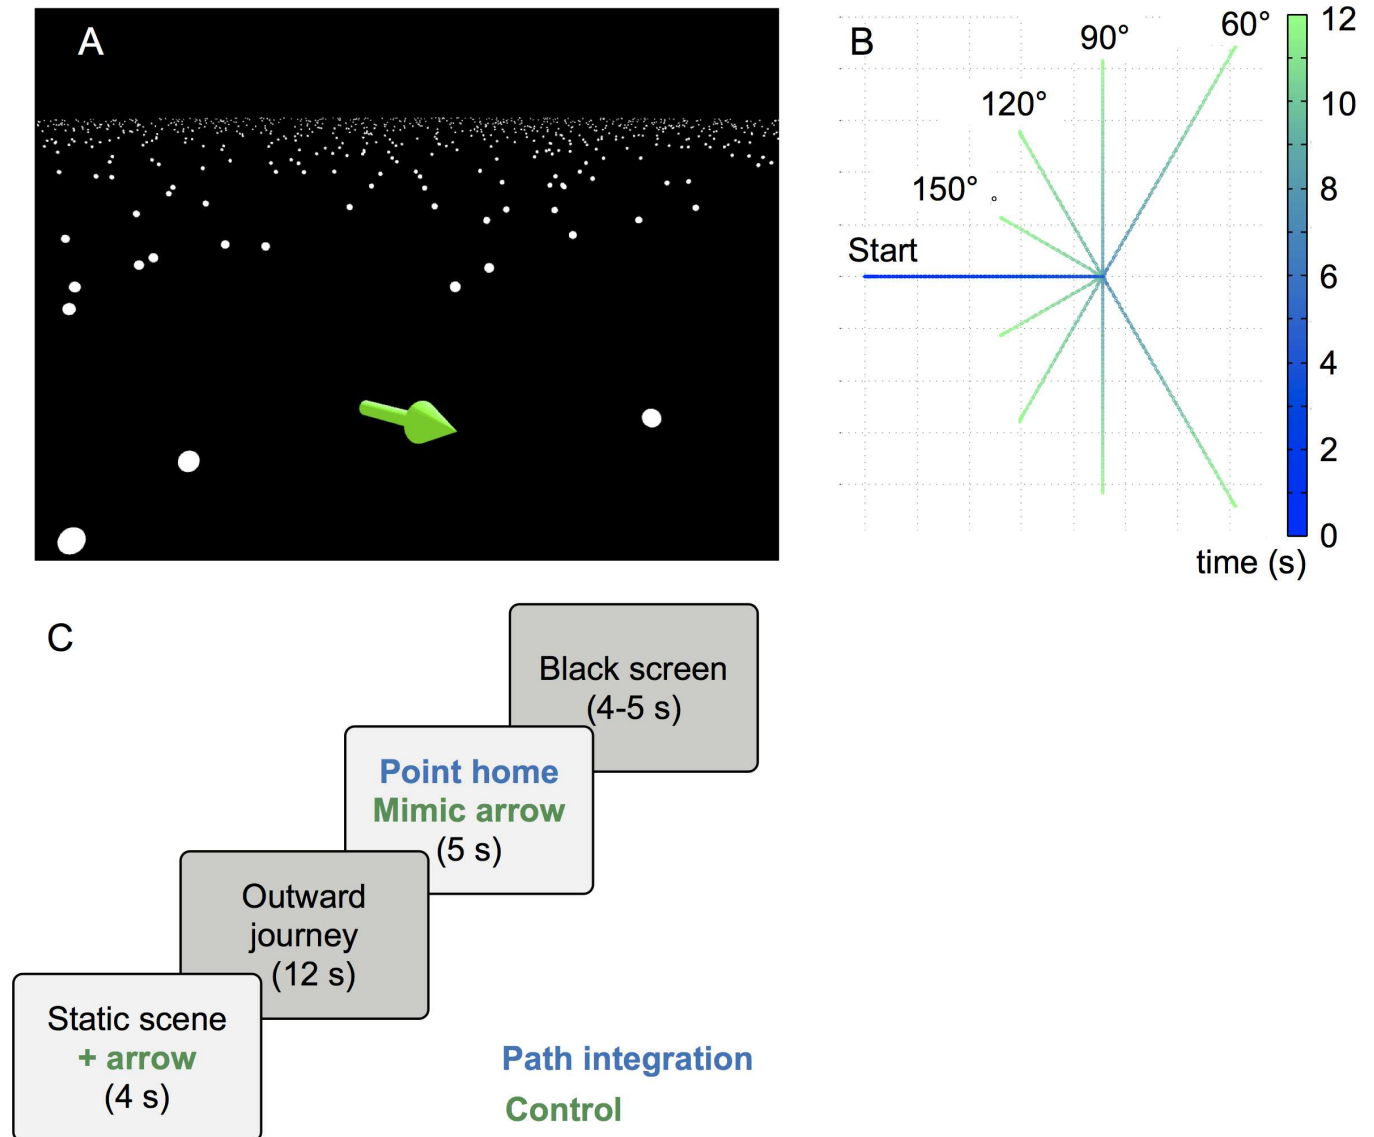 A
B
60°
90°
120°
150° °
Start
12
10
8
6
4
2
0
time (s)
C
Black screen
(4-5 s)
Point home
Mimic arrow
(5 s)
Outward
journey
(12 s)
Static scene
+ arrow
(4 s)
Path integration
Control